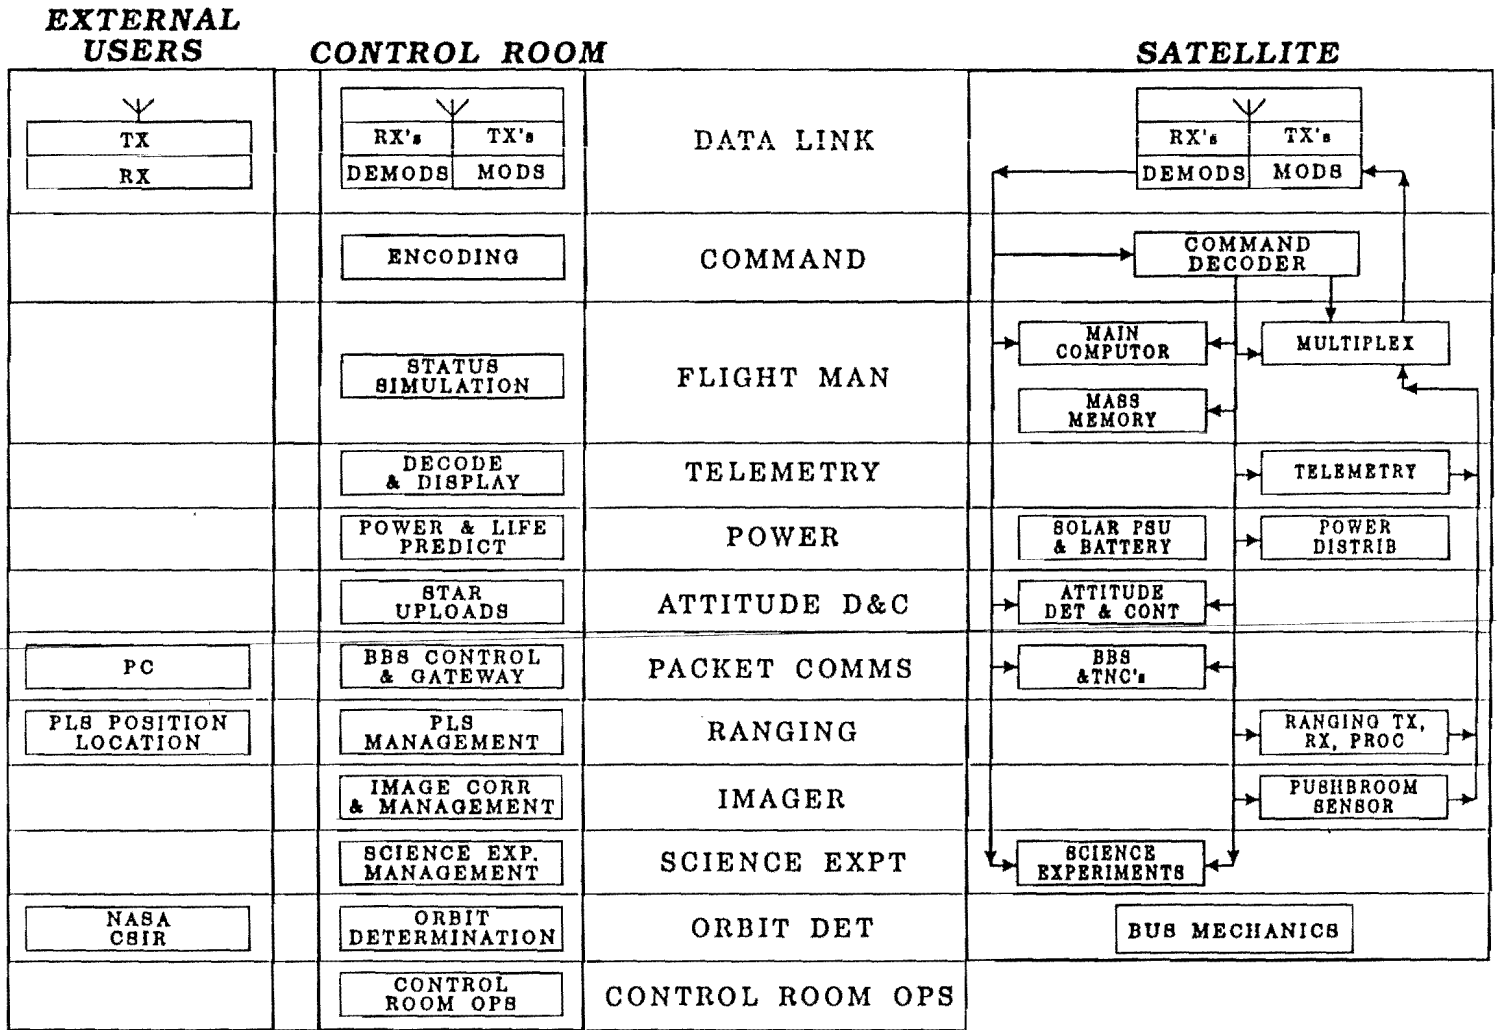 EXTERNAL
USERS
CONTROL ROOM
SATELLITE
TX
RX
RX's TX's
DEMODS MODS
DATA LINK
RX's TX's
DEMODS MODS
ENCODING
COMMAND
COMMAND
DECODER
STATUS
SIMULATION
FLIGHT MAN
MAIN
COMPUTOR
MULTIPLEX
MASS
MEMORY
DECODE
& DISPLAY
TELEMETRY
TELEMETRY
POWER & LIFE
PREDICT
POWER
SOLAR PSU
& BATTERY
POWER
DISTRIB
STAR
UPLOADS
ATTITUDE D&C
ATTITUDE
DET & CONT
PC
BBS CONTROL
& GATEWAY
PACKET COMMS
BBS
&TNC's
PLS POSITION
LOCATION
PLS
MANAGEMENT
RANGING
RANGING TX,
RX, PROC
IMAGE CORR
& MANAGEMENT
IMAGER
PUSHBROOM
SENSOR
SCIENCE EXP.
MANAGEMENT
SCIENCE EXPT
SCIENCE
EXPERIMENTS
NASA
CSIR
ORBIT
DETERMINATION
ORBIT DET
BUS MECHANICS
CONTROL
ROOM OPS
CONTROL ROOM OPS